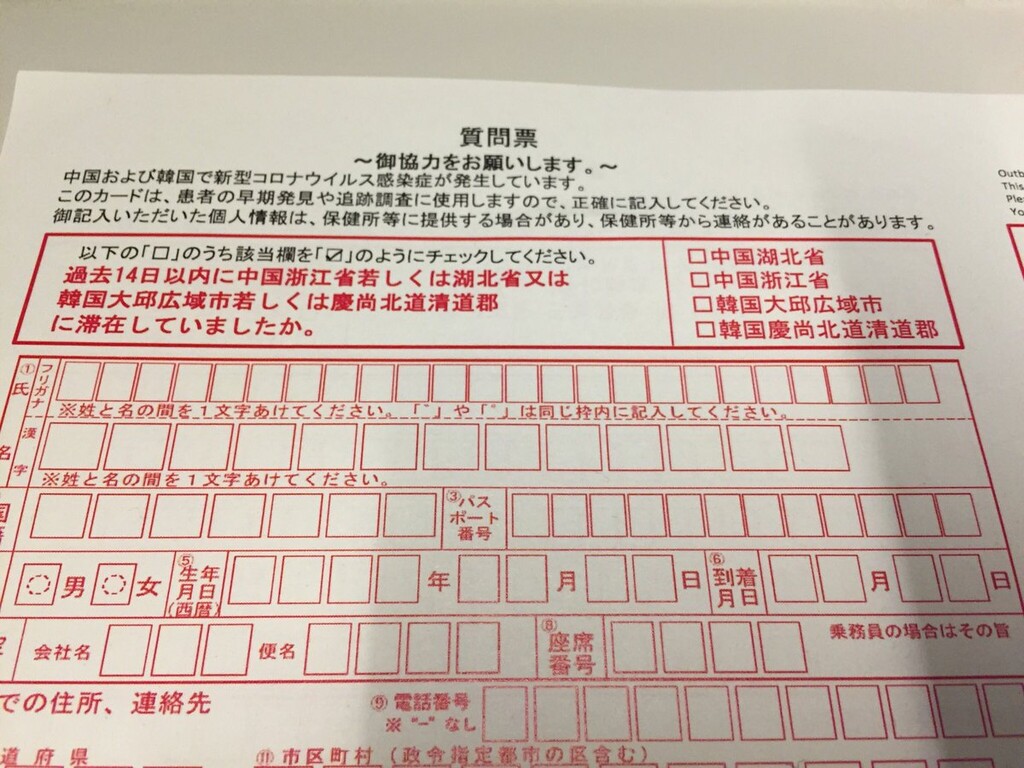 質問票
～御協力をお願いします。～
中国および韓国で新型コロナウイルス感染症が発生しています。
このカードは、患者の早期発見や追跡調査に使用しますので、正確に記入してください。
御記入いただいた個人情報は、保健所等に提供する場合があり、保健所等から連絡があることがあります。
以下の「□」のうち該当欄を「☑」のようにチェックしてください。
過去14日以内に中国浙江省若しくは湖北省又は
韓国大邱広域市若しくは慶尚北道清道郡
に滞在していましたか。
□中国湖北省
□中国浙江省
□韓国大邱広域市
□韓国慶尚北道清道郡
①氏名
フリガナ
※姓と名の間を１文字あけてください。「゛」や「゜」は同じ枠内に記入してください。
漢字
※姓と名の間を１文字あけてください。
③パスポート番号
男 女
⑤生年月日(西暦)
年 月 日
⑥到着月日
月 日
会社名
便名
⑧座席番号
乗務員の場合はその旨
での住所、連絡先
⑨電話番号
※ "−" なし
道府県
⑪市区町村（政令指定都市の区含む）
Outb
This
Ple
Yo